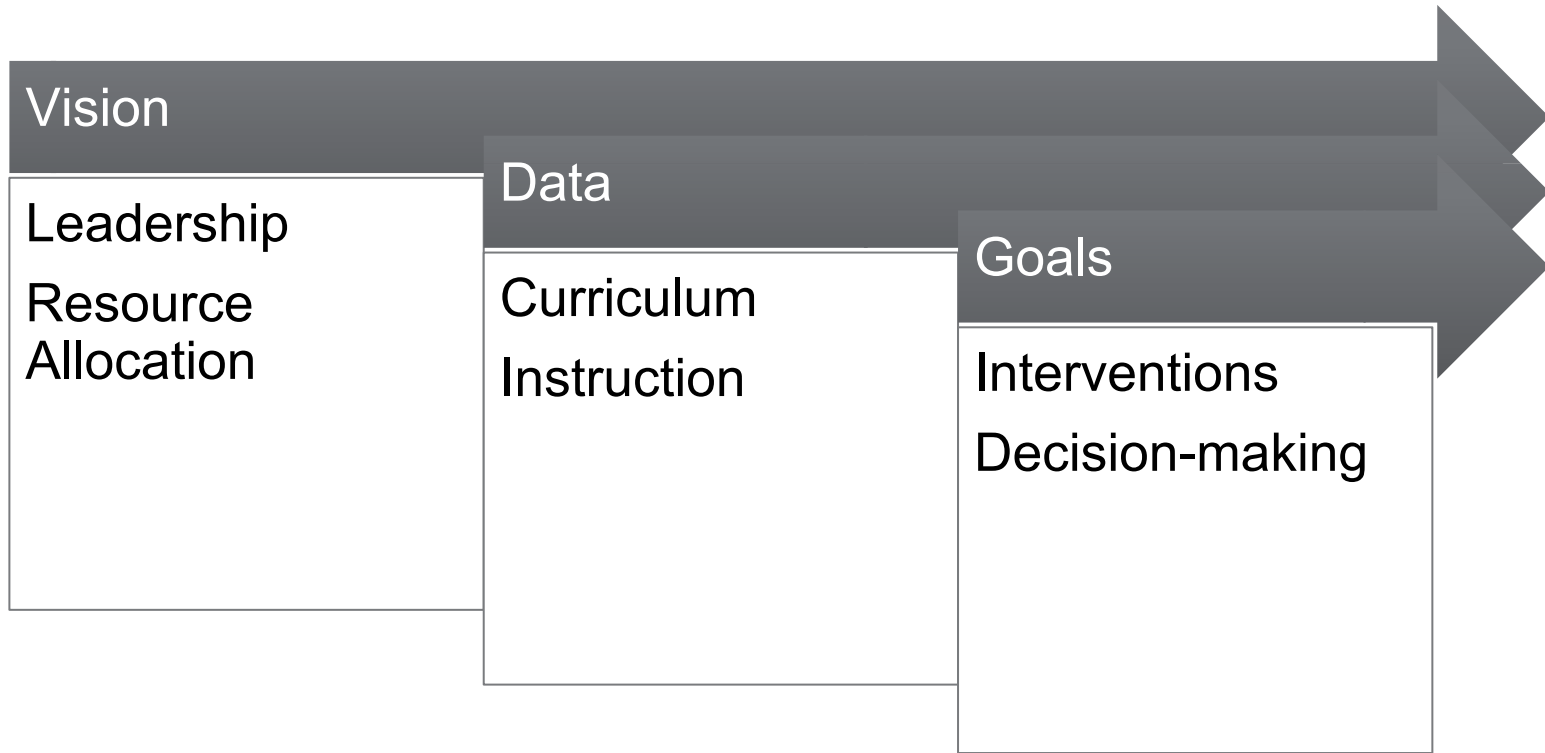 Vision
Leadership
Resource
Allocation
Data
Curriculum
Instruction
Goals
Interventions
Decision-making